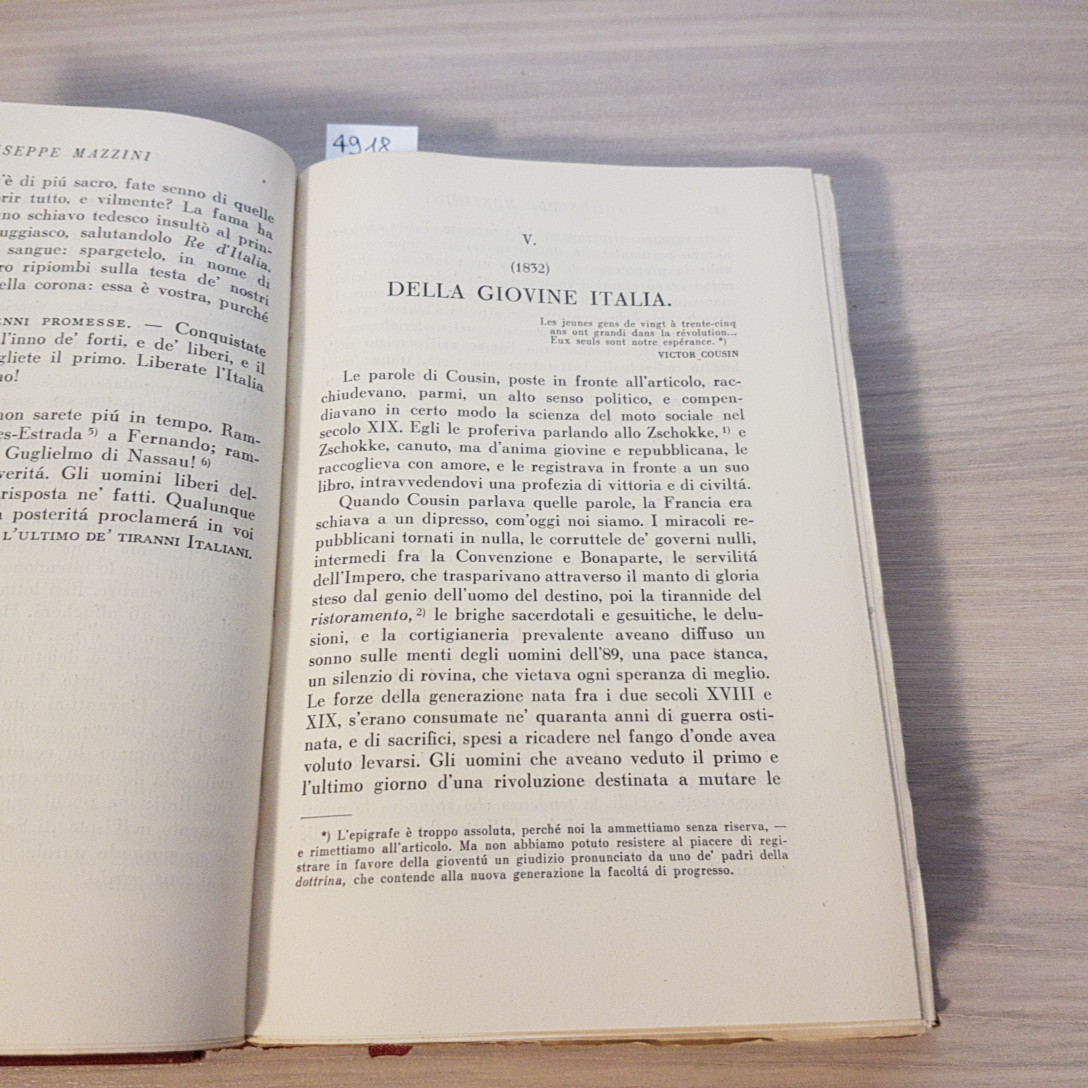 4918
GIUSEPPE MAZZINI
'è di piú sacro, fate senno di quelle
rir tutto, e vilmente? La fama ha
no schiavo tedesco insultò al prin-
uggiasco, salutandolo Re d'Italia.
sangue: spargetelo, in nome di
ro ripiombi sulla testa de' nostri
ella corona: essa è vostra, purché
NNI PROMESSE. — Conquistate
l'inno de' forti, e de' liberi, e il
gliete il primo. Liberate l'Italia
o!
non sarete piú in tempo. Ram-
es-Estrada 5) a Fernando; ram-
Guglielmo di Nassau! 6)
veritá. Gli uomini liberi del-
risposta ne' fatti. Qualunque
a posteritá proclamerá in voi
L'ULTIMO DE' TIRANNI ITALIANI.
V.
(1832)
DELLA GIOVINE ITALIA.
Les jeunes gens de vingt à trente-cinq
ans ont grandi dans la révolution...
Eux seuls sont notre espérance. *)
VICTOR COUSIN
Le parole di Cousin, poste in fronte all'articolo, rac-
chiudevano, parmi, un alto senso politico, e compen-
diavano in certo modo la scienza del moto sociale nel
secolo XIX. Egli le proferiva parlando allo Zschokke, 1) e
Zschokke, canuto, ma d'anima giovine e repubblicana, le
raccoglieva con amore, e le registrava in fronte a un suo
libro, intravvedendovi una profezia di vittoria e di civiltá.
Quando Cousin parlava quelle parole, la Francia era
schiava a un dipresso, com'oggi noi siamo. I miracoli re-
pubblicani tornati in nulla, le corruttele de' governi nulli,
intermedi fra la Convenzione e Bonaparte, le servilitá
dell'Impero, che trasparivano attraverso il manto di gloria
steso dal genio dell'uomo del destino, poi la tirannide del
ristoramento, 2) le brighe sacerdotali e gesuitiche, le delu-
sioni, e la cortigianeria prevalente aveano diffuso un
sonno sulle menti degli uomini dell'89, una pace stanca,
un silenzio di rovina, che vietava ogni speranza di meglio.
Le forze della generazione nata fra i due secoli XVIII e
XIX, s'erano consumate ne' quaranta anni di guerra osti-
nata, e di sacrifici, spesi a ricadere nel fango d'onde avea
voluto levarsi. Gli uomini che aveano veduto il primo e
l'ultimo giorno d'una rivoluzione destinata a mutare le
*) L'epigrafe è troppo assoluta, perché noi la ammettiamo senza riserva, —
e rimettiamo all'articolo. Ma non abbiamo potuto resistere al piacere di regi-
strare in favore della gioventú un giudizio pronunciato da uno de' padri della
dottrina, che contende alla nuova generazione la facoltá di progresso.